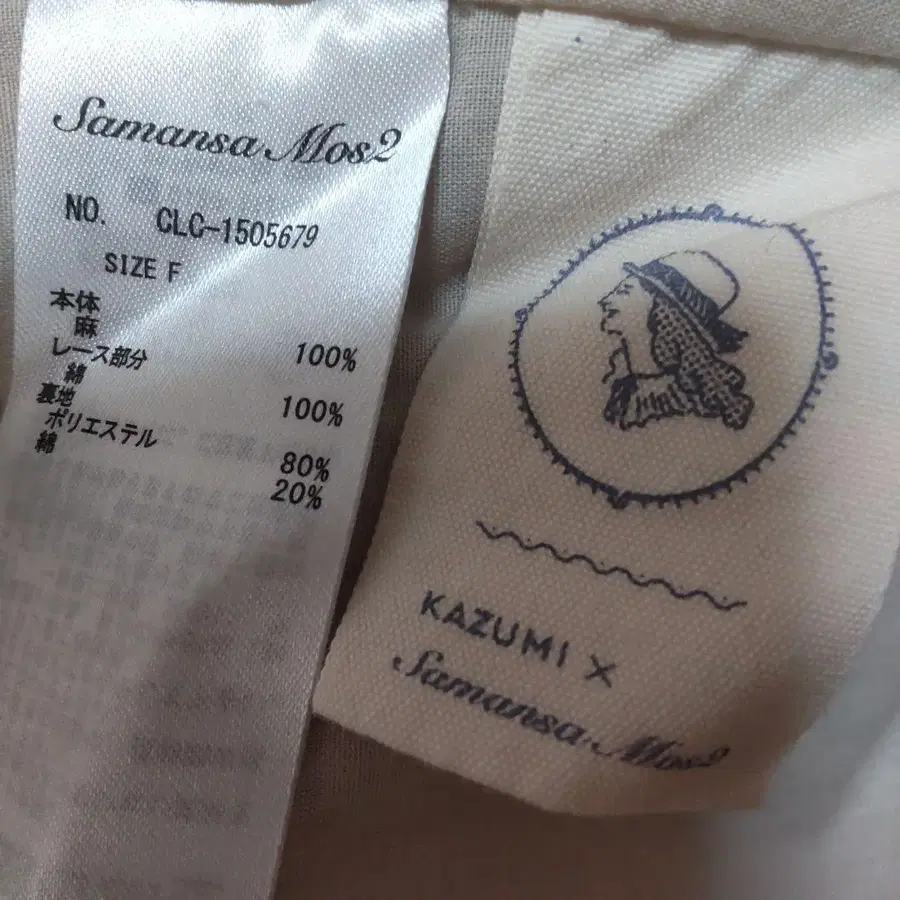 Samansa Mos2
NO. CLC-1505679
SIZE F
本体
麻 100%
レース部分
綿 100%
裏地
ポリエステル 80%
綿 20%
KAZUMI X
Samansa Mos2